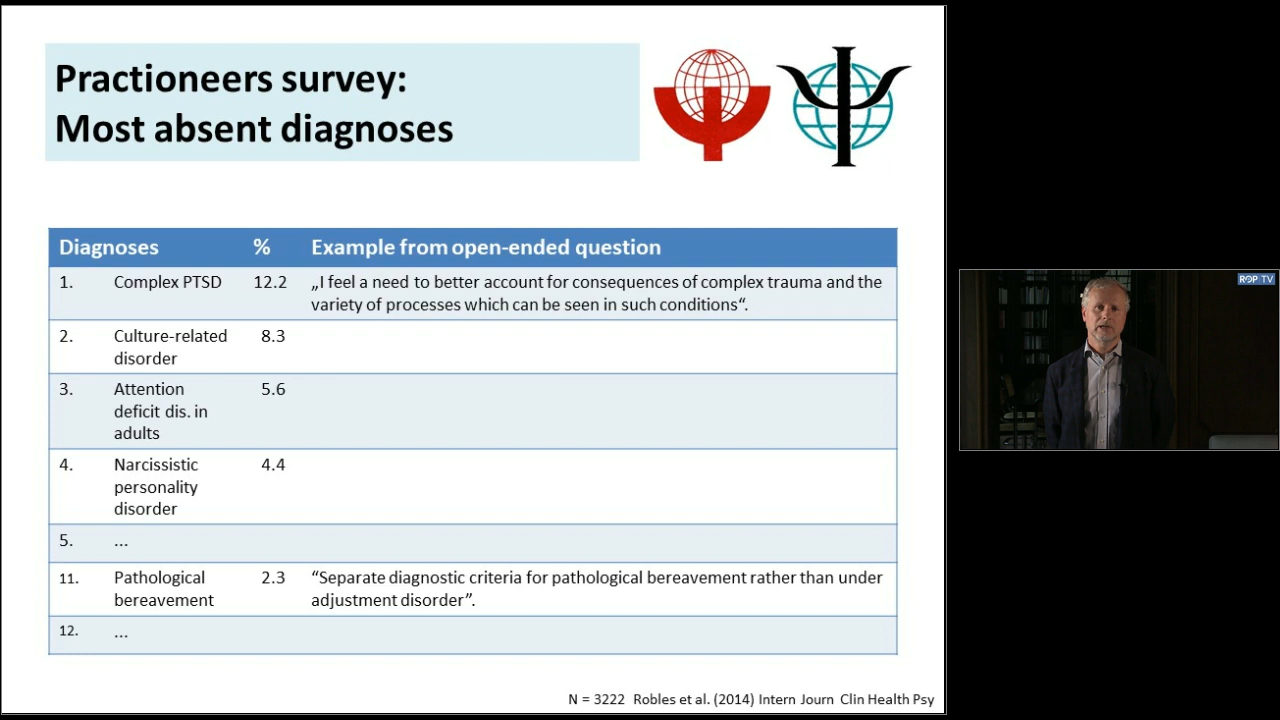 Practioneers survey:
Most absent diagnoses
Diagnoses % Example from open-ended question
1. Complex PTSD 12.2 „I feel a need to better account for consequences of complex trauma and the
variety of processes which can be seen in such conditions“.
2. Culture-related 8.3
disorder
3. Attention 5.6
deficit dis. in
adults
4. Narcissistic 4.4
personality
disorder
5. ...
11. Pathological 2.3 “Separate diagnostic criteria for pathological bereavement rather than under
bereavement adjustment disorder”.
12. ...
N = 3222 Robles et al. (2014) Intern Journ Clin Health Psy
ROP TV